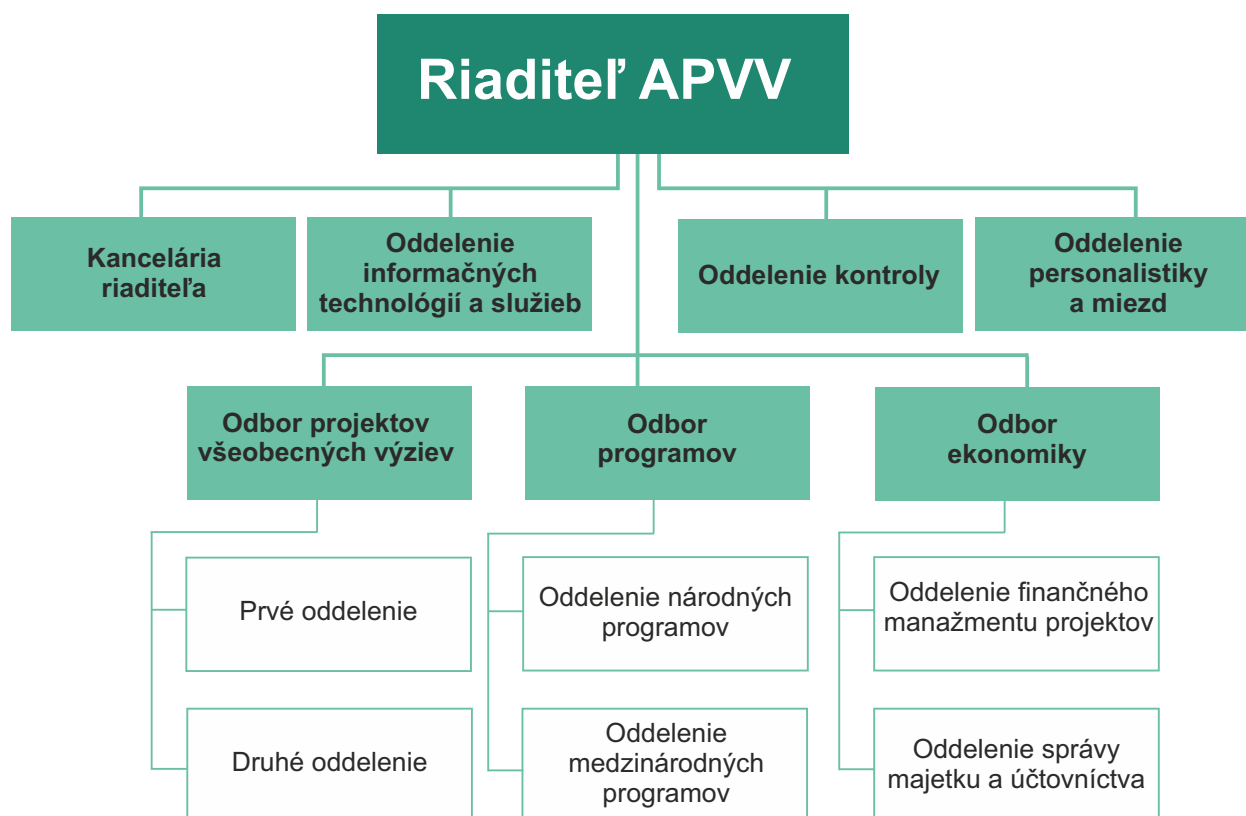 Riaditeľ APVV
Kancelária
riaditeľa
Oddelenie
informačných
technológií a služieb
Oddelenie kontroly
Oddelenie
personalistiky
a miezd
Odbor projektov
všeobecných výziev
Odbor
programov
Odbor
ekonomiky
Prvé oddelenie
Oddelenie národných
programov
Oddelenie finančného
manažmentu projektov
Druhé oddelenie
Oddelenie
medzinárodných
programov
Oddelenie správy
majetku a účtovníctva